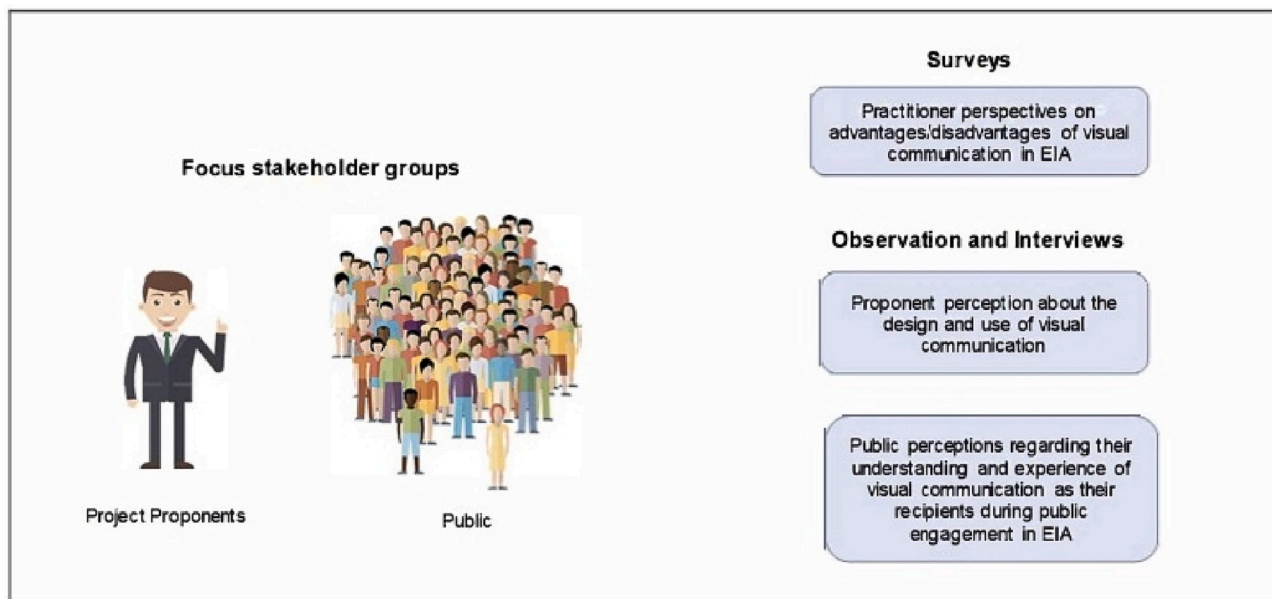 Focus stakeholder groups
Project Proponents
Public
Surveys
Practitioner perspectives on
advantages/disadvantages of visual
communication in EIA
Observation and Interviews
Proponent perception about the
design and use of visual
communication
Public perceptions regarding their
understanding and experience of
visual communication as their
recipients during public
engagement in EIA